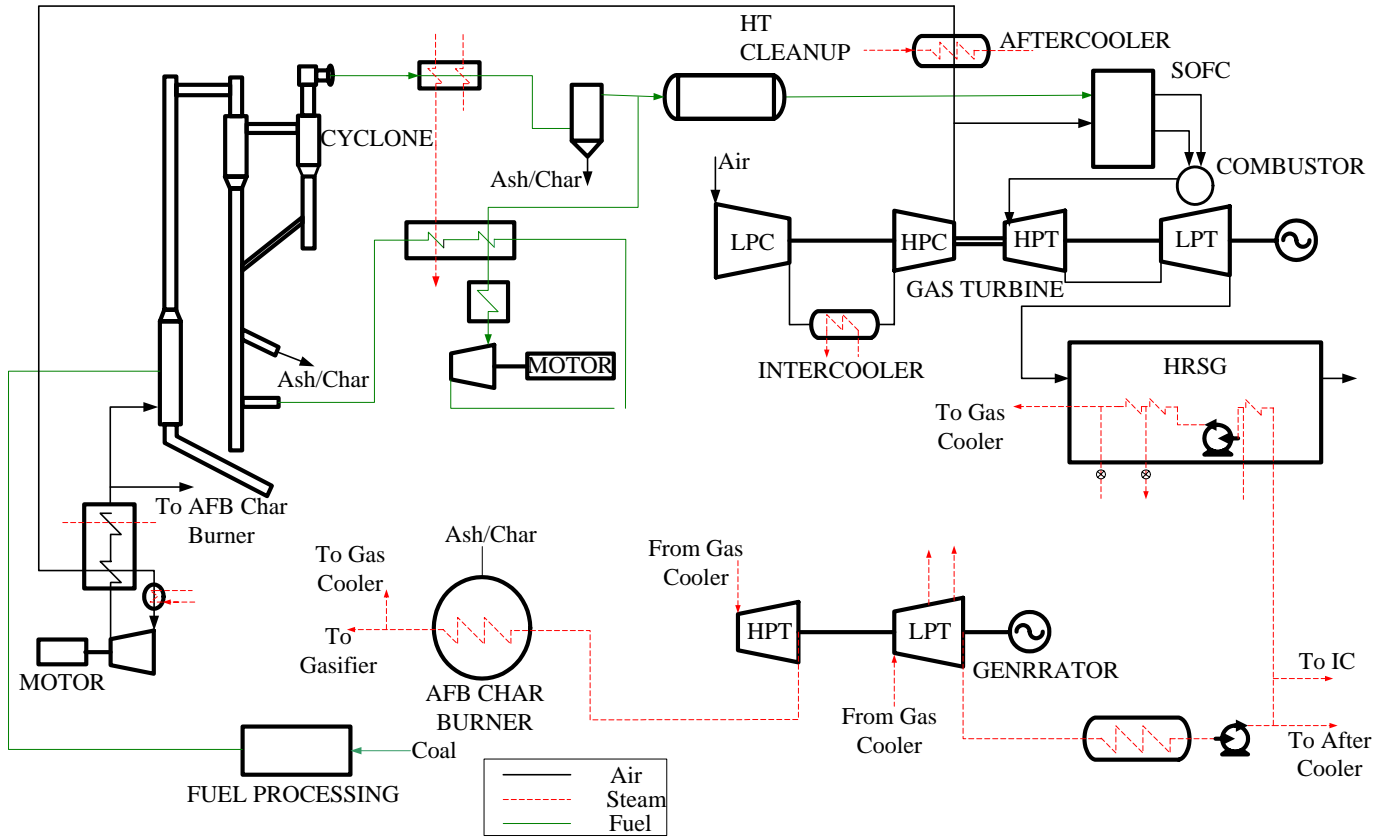 HT
CLEANUP
AFTERCOOLER
SOFC
CYCLONE
Ash/Char
Air
COMBUSTOR
LPC
HPC
HPT
LPT
GAS TURBINE
INTERCOOLER
MOTOR
Ash/Char
HRSG
To Gas
Cooler
To AFB Char
Burner
Ash/Char
To Gas
Cooler
To
Gasifier
From Gas
Cooler
HPT
LPT
GENRRATOR
To IC
MOTOR
AFB CHAR
BURNER
From Gas
Cooler
To After
Cooler
Coal
FUEL PROCESSING
Air
Steam
Fuel